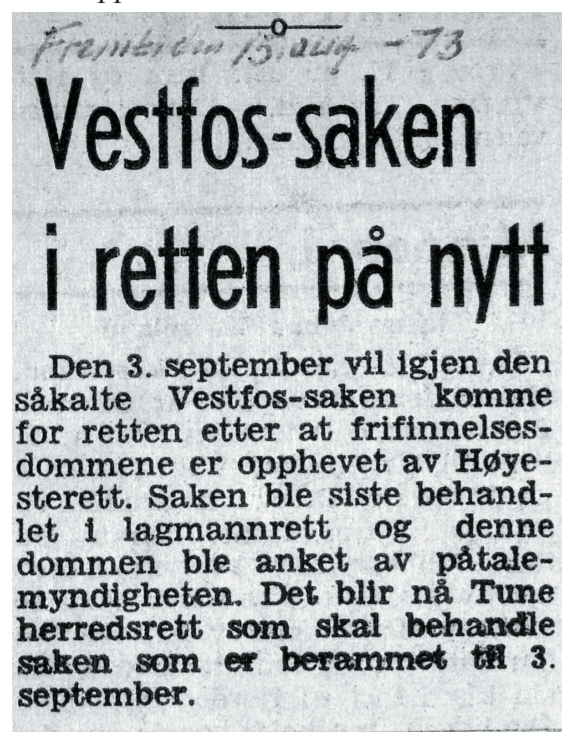 15. aug - 73
Vestfos-saken
i retten på nytt
Den 3. september vil igjen den
såkalte Vestfos-saken komme
for retten etter at frifinnelses-
dommene er opphevet av Høye-
sterett. Saken ble siste behand-
let i lagmannrett og denne
dommen ble anket av påtale-
myndigheten. Det blir nå Tune
herredsrett som skal behandle
saken som er berammet til 3.
september.